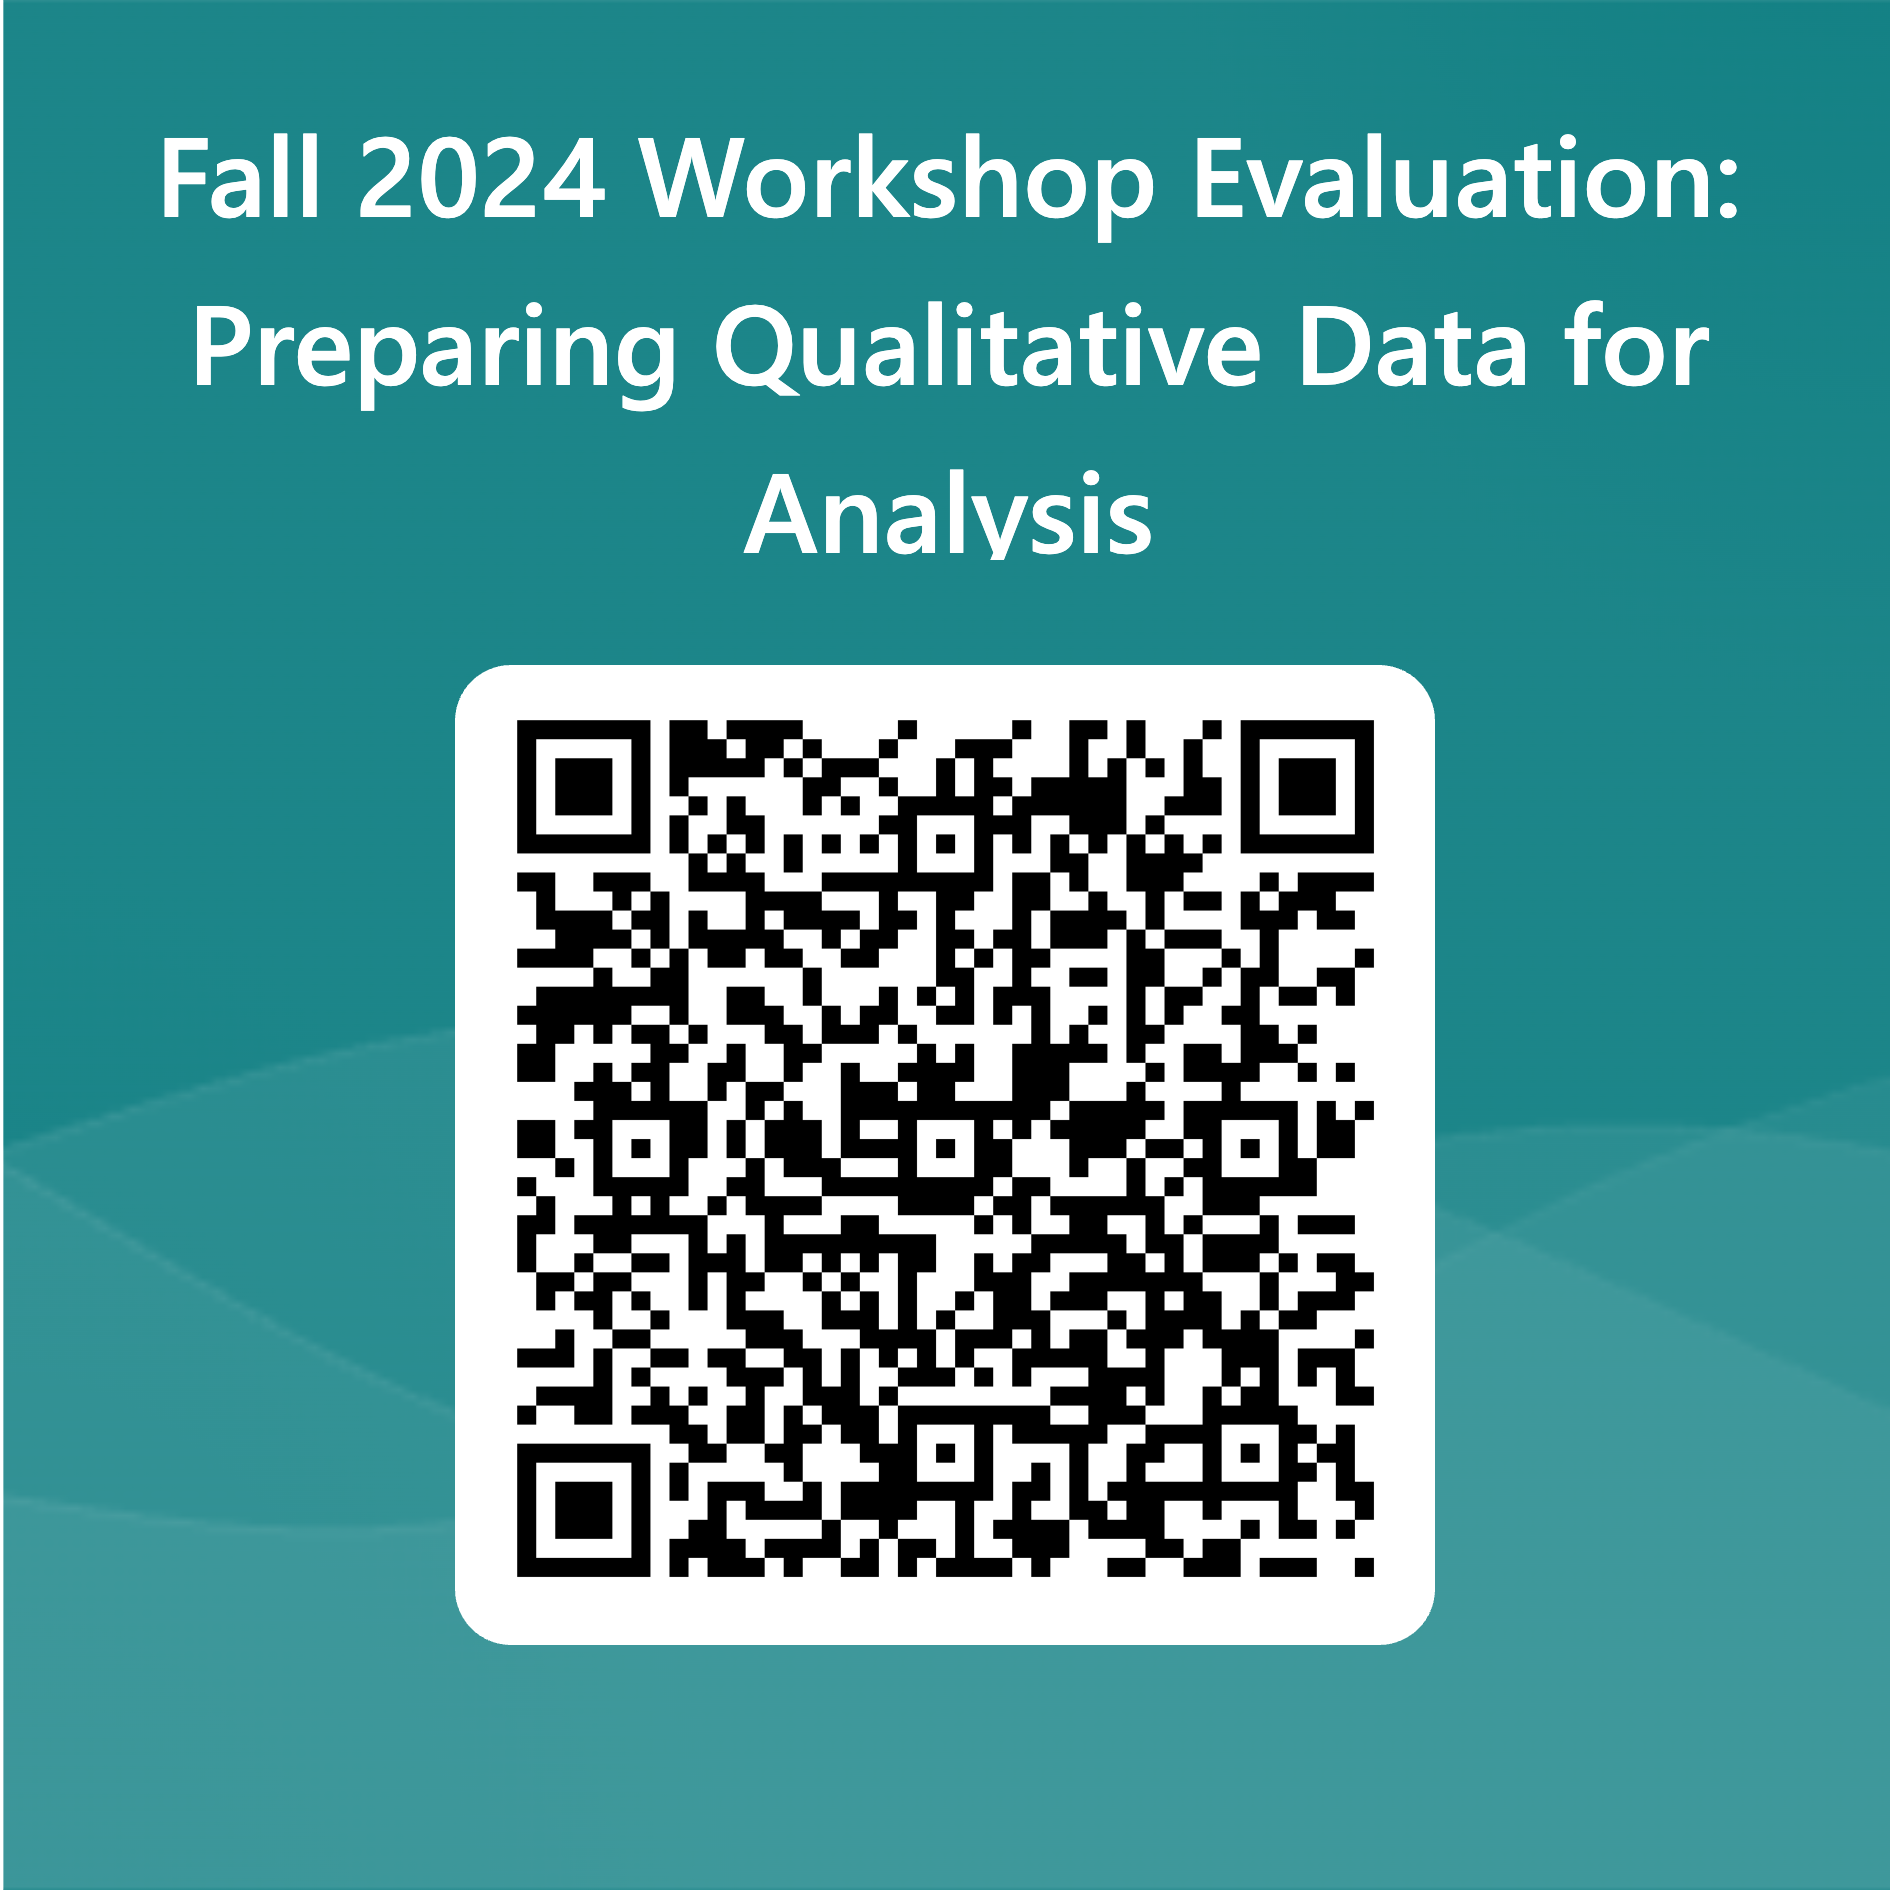 Fall 2024 Workshop Evaluation:
Preparing Qualitative Data for
Analysis